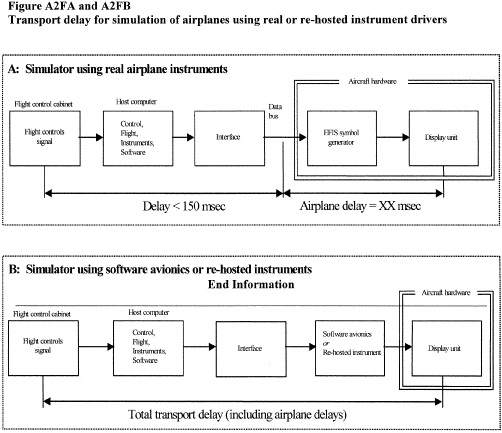 Figure A2FA and A2FB
Transport delay for simulation of airplanes using real or re-hosted instrument drivers
A: Simulator using real airplane instruments
Aircraft hardware
Flight control cabinet
Host computer
Data
bus
Flight controls
signal
Control,
Flight,
Instruments,
Software
Interface
EFIS symbol
generator
Display unit
Delay < 150 msec
Airplane delay = XX msec
B: Simulator using software avionics or re-hosted instruments
End Information
Aircraft hardware
Flight control cabinet
Host computer
Flight controls
signal
Control,
Flight,
Instruments,
Software
Interface
Software avionics
or
Re-hosted instrument
Display unit
Total transport delay (including airplane delays)